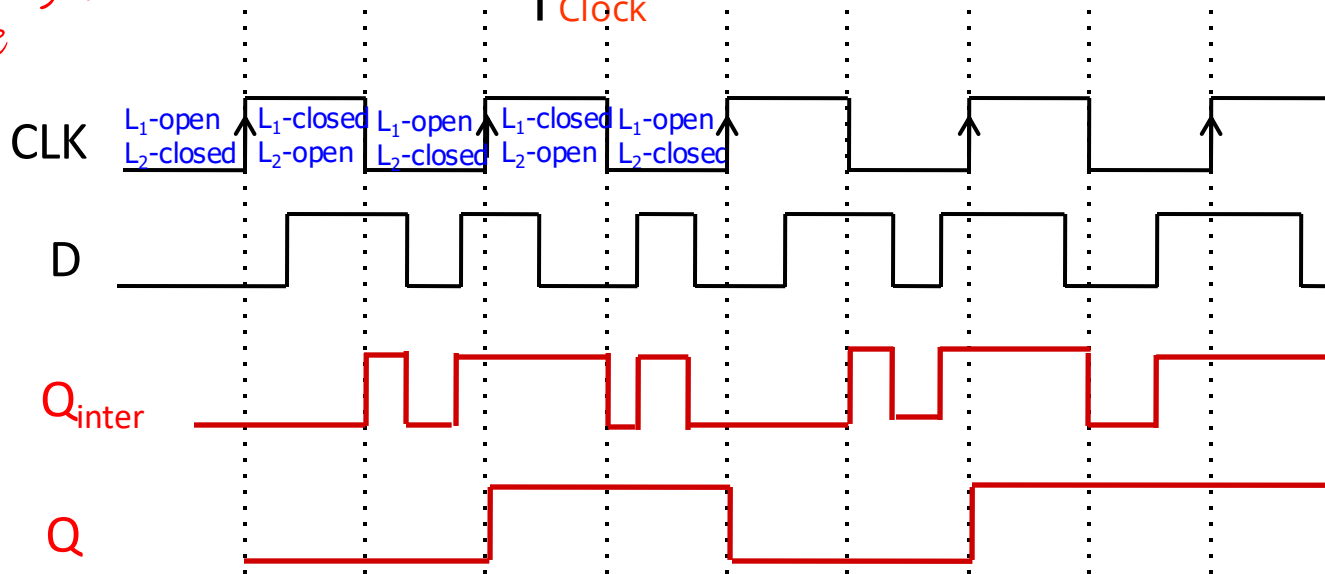 Clock
CLK
L1-open
L2-closed
L1-closed
L2-open
L1-open
L2-closed
L1-closed
L2-open
L1-open
L2-closed
D
Qinter
Q